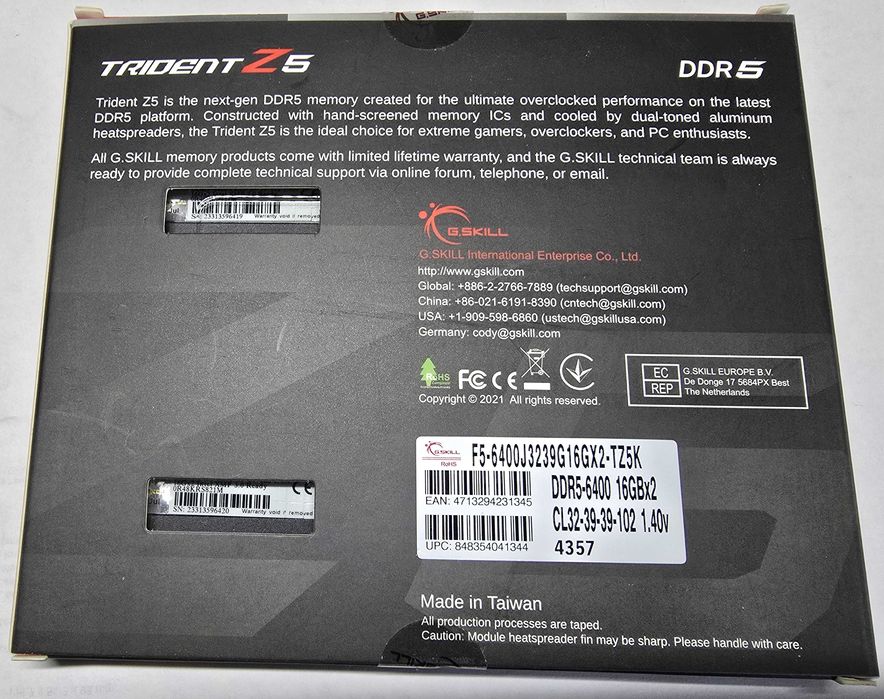 G.SKILL
TRIDENT Z5
DDR5
Trident Z5 is the next-gen DDR5 memory created for the ultimate overclocked performance on the latest
DDR5 platform. Constructed with hand-screened memory ICs and cooled by dual-toned aluminum
heatspreaders, the Trident Z5 is the ideal choice for extreme gamers, overclockers, and PC enthusiasts.
All G.SKILL memory products come with limited lifetime warranty, and the G.SKILL technical team is always
ready to provide complete technical support via online forum, telephone, or email.
SN: 23313596419 Warranty void if removed
G.SKILL
G.SKILL International Enterprise Co., Ltd.
http://www.gskill.com
Global: +886-2-2766-7889 (techsupport@gskill.com)
China: +86-021-6191-8390 (cntech@gskill.com)
USA: +1-909-598-6860 (ustech@gskillusa.com)
Germany: cody@gskill.com
RoHS
FC CE
EC REP
G.SKILL EUROPE B.V.
De Donge 17 5684PX Best
The Netherlands
Copyright © 2021 All rights reserved.
G.SKILL
RoHS
F5-6400J3239G16GX2-TZ5K
DDR5-6400 16GBx2
EAN: 4713294231345
CL32-39-39-102 1.40v
UPC: 848354041344
4357
Ready
CE
SN: 23313596420 Warranty void if removed
Made in Taiwan
All production processes are taped.
Caution: Module heatspreader fin may be sharp. Please handle with care.